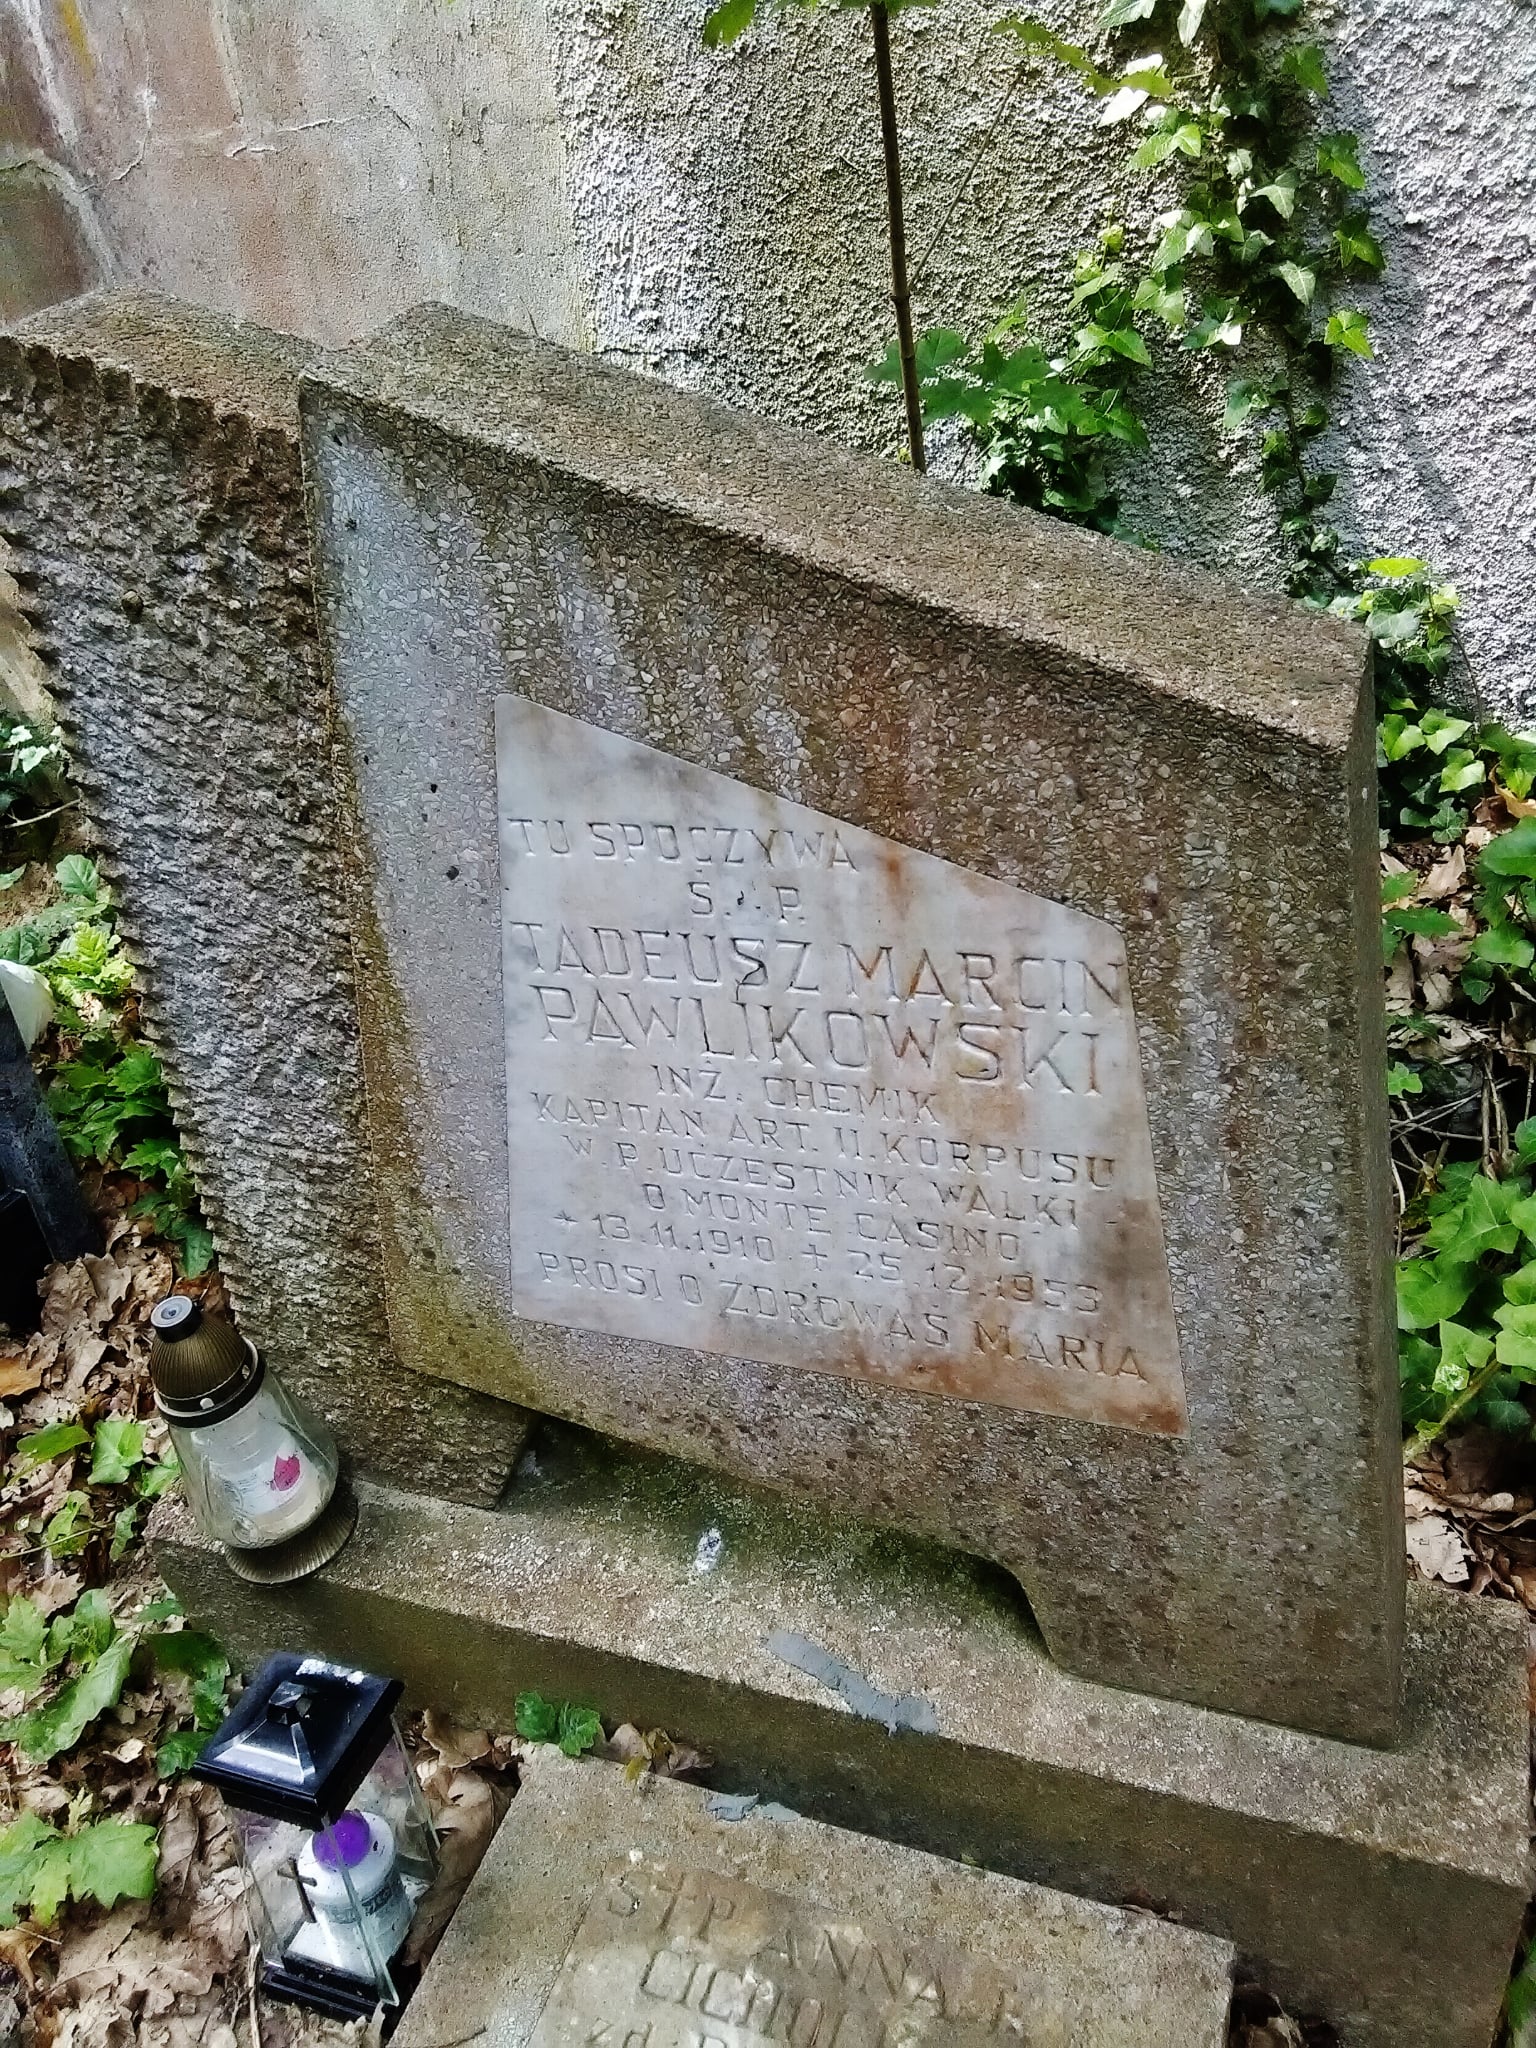 TU SPOCZYWA
Ś. P.
TADEUSZ MARCIN
PAWLIKOWSKI
INŻ. CHEMIK
KAPITAN ART. II. KORPUSU
W.P. UCZESTNIK WALKI
O MONTE CASINO
* 13.11.1910 + 25.12.1953
PROSI O ZDROWAŚ MARIA
Ś†P ANNA